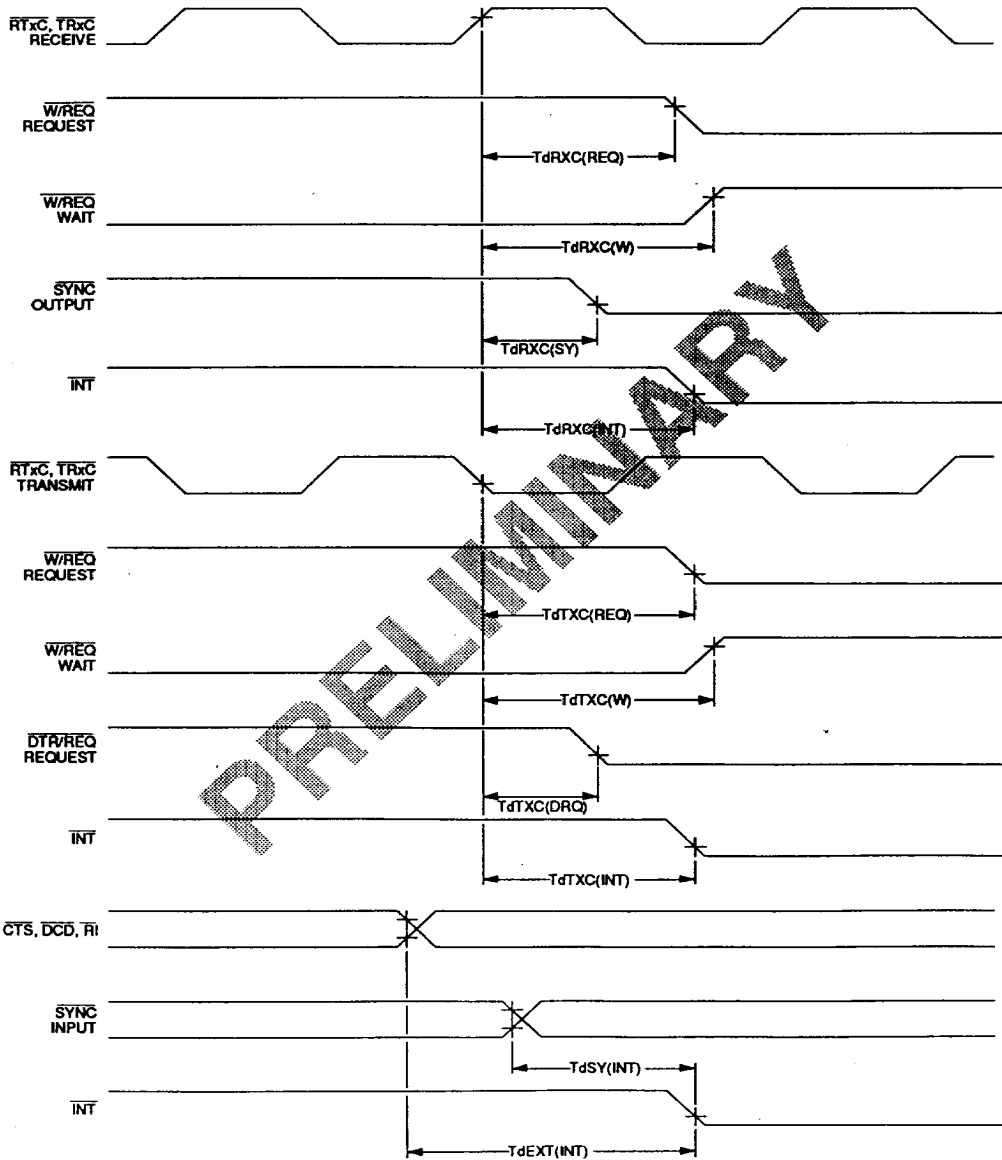 RTxC, TRxC
RECEIVE
W/REQ
REQUEST
TdRXC(REQ)
W/REQ
WAIT
TdRXC(W)
SYNC
OUTPUT
TdRXC(SY)
INT
TdRXC(INT)
RTxC, TRxC
TRANSMIT
W/REQ
REQUEST
TdTXC(REQ)
W/REQ
WAIT
TdTXC(W)
DTR/REQ
REQUEST
TdTXC(DRQ)
INT
TdTXC(INT)
CTS, DCD, RI
SYNC
INPUT
TdSY(INT)
INT
TdEXT(INT)
PRELIMINARY